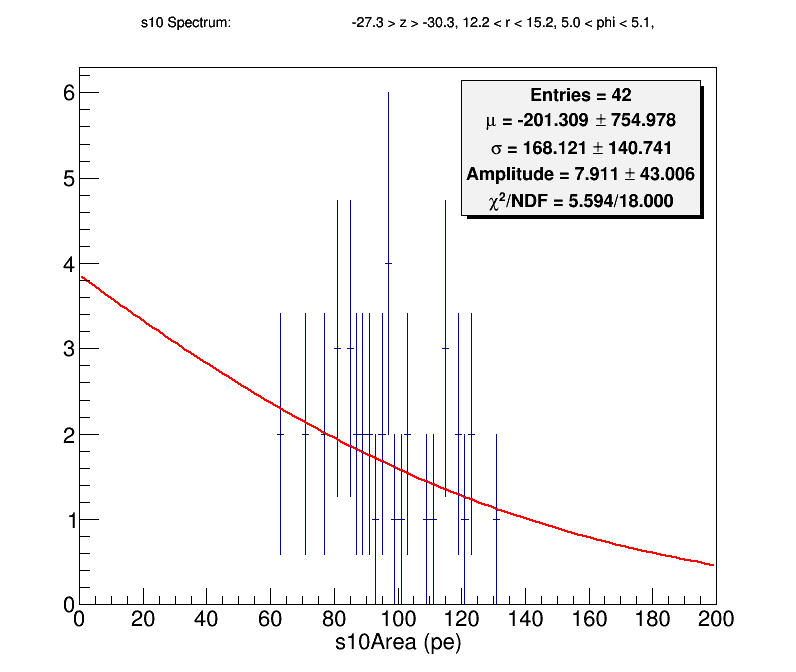 s10 Spectrum: -27.3 > z > -30.3, 12.2 < r < 15.2, 5.0 < phi < 5.1,
Entries = 42
μ = -201.309 ± 754.978
σ = 168.121 ± 140.741
Amplitude = 7.911 ± 43.006
χ²/NDF = 5.594/18.000
6
5
4
3
2
1
0
0 20 40 60 80 100 120 140 160 180 200
s10Area (pe)